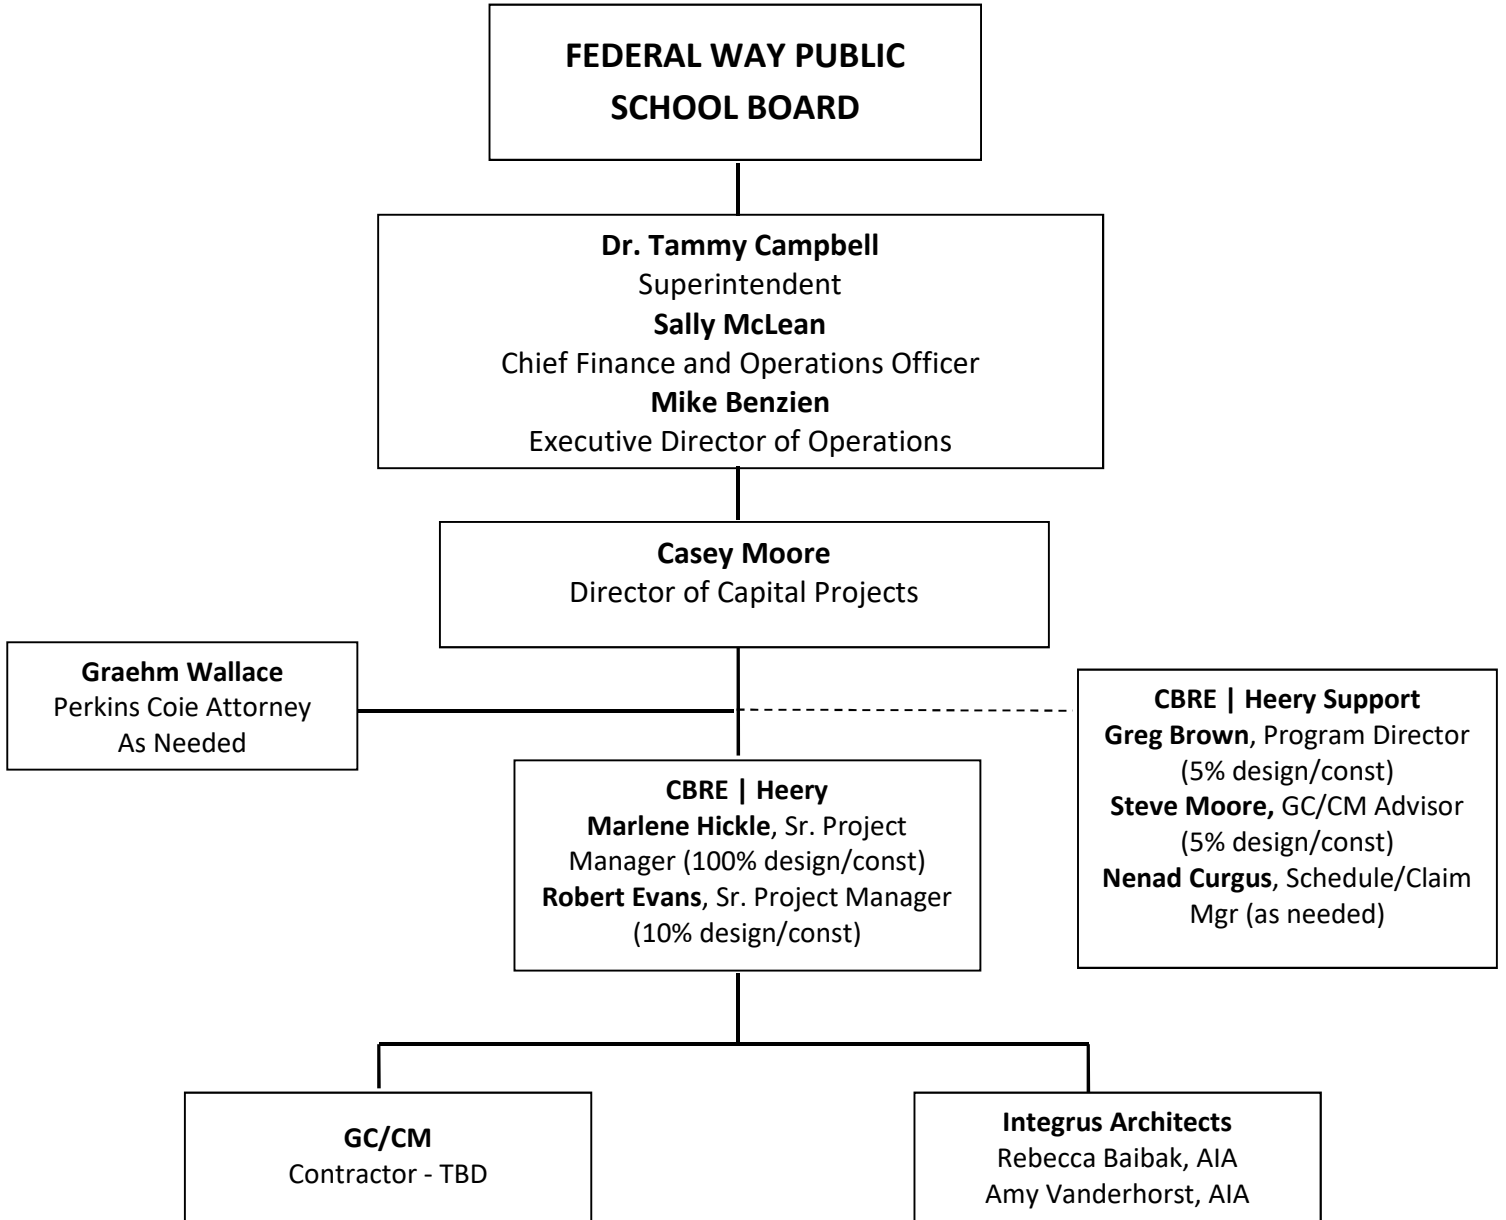 FEDERAL WAY PUBLIC
SCHOOL BOARD
Dr. Tammy Campbell
Superintendent
Sally McLean
Chief Finance and Operations Officer
Mike Benzien
Executive Director of Operations
Casey Moore
Director of Capital Projects
Graehm Wallace
Perkins Coie Attorney
As Needed
CBRE | Heery Support
Greg Brown, Program Director
(5% design/const)
Steve Moore, GC/CM Advisor
(5% design/const)
Nenad Curgus, Schedule/Claim
Mgr (as needed)
CBRE | Heery
Marlene Hickle, Sr. Project
Manager (100% design/const)
Robert Evans, Sr. Project Manager
(10% design/const)
GC/CM
Contractor - TBD
Integrus Architects
Rebecca Baibak, AIA
Amy Vanderhorst, AIA